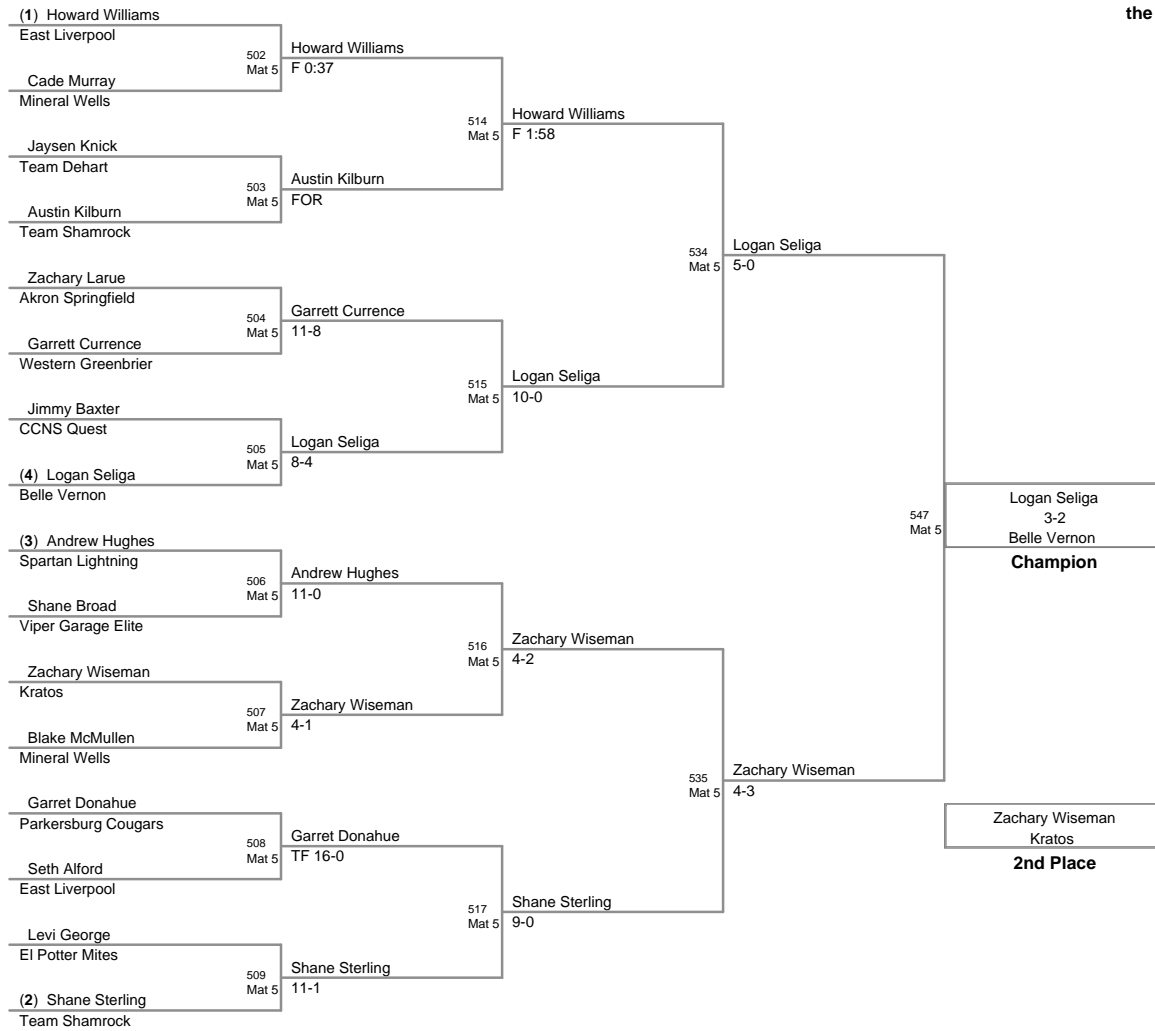 the
(1) Howard Williams
East Liverpool
502
Mat 5
Howard Williams
F 0:37
Cade Murray
Mineral Wells
514
Mat 5
Howard Williams
F 1:58
Jaysen Knick
Team Dehart
503
Mat 5
Austin Kilburn
FOR
Austin Kilburn
Team Shamrock
534
Mat 5
Logan Seliga
5-0
Zachary Larue
Akron Springfield
504
Mat 5
Garrett Currence
11-8
Garrett Currence
Western Greenbrier
515
Mat 5
Logan Seliga
10-0
Jimmy Baxter
CCNS Quest
505
Mat 5
Logan Seliga
8-4
(4) Logan Seliga
Belle Vernon
547
Mat 5
Logan Seliga
3-2
Belle Vernon
Champion
(3) Andrew Hughes
Spartan Lightning
506
Mat 5
Andrew Hughes
11-0
Shane Broad
Viper Garage Elite
516
Mat 5
Zachary Wiseman
4-2
Zachary Wiseman
Kratos
507
Mat 5
Zachary Wiseman
4-1
Blake McMullen
Mineral Wells
535
Mat 5
Zachary Wiseman
4-3
Garret Donahue
Parkersburg Cougars
508
Mat 5
Garret Donahue
TF 16-0
Zachary Wiseman
Kratos
2nd Place
Seth Alford
East Liverpool
517
Mat 5
Shane Sterling
9-0
Levi George
El Potter Mites
509
Mat 5
Shane Sterling
11-1
(2) Shane Sterling
Team Shamrock